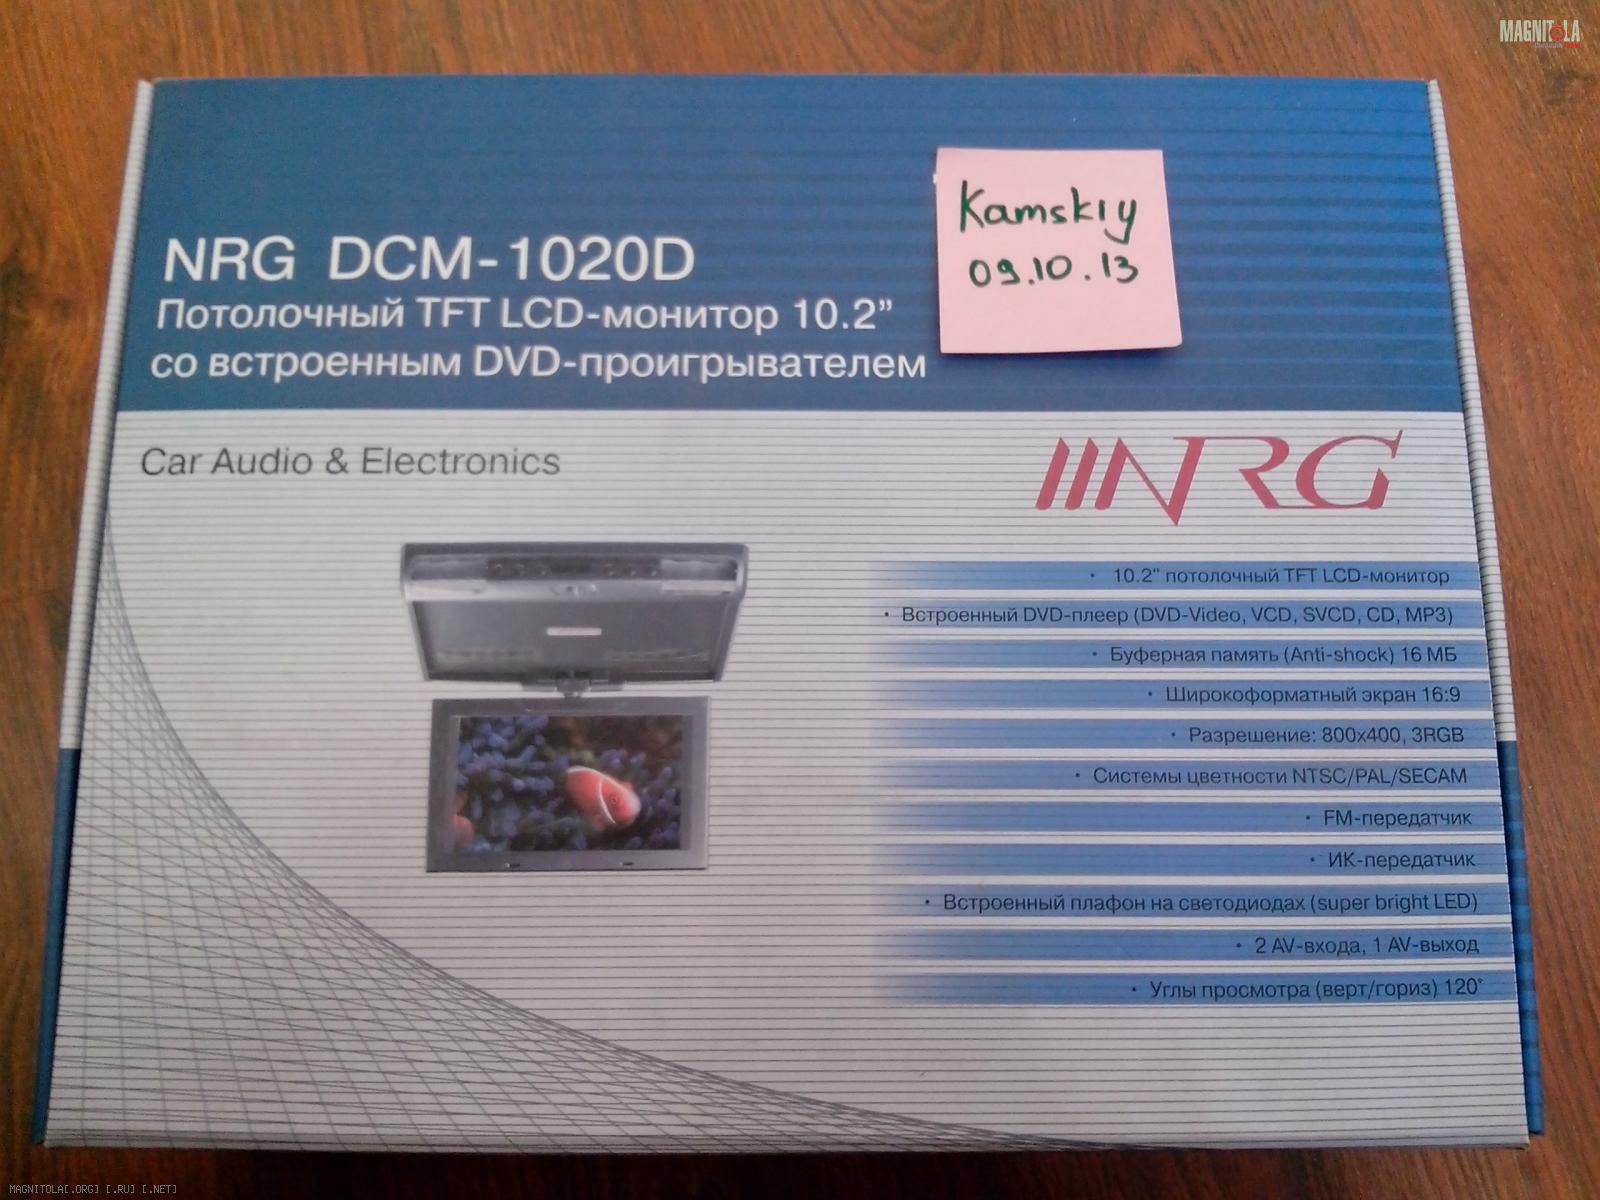 MAGNITOLA
Kamskiy
09.10.13
NRG DCM-1020D
Потолочный TFT LCD-монитор 10.2”
со встроенным DVD-проигрывателем
Car Audio & Electronics
NRG
· 10.2" потолочный TFT LCD-монитор
· Встроенный DVD-плеер (DVD-Video, VCD, SVCD, CD, MP3)
· Буферная память (Anti-shock) 16 МБ
· Широкоформатный экран 16:9
· Разрешение: 800x400, 3RGB
· Системы цветности NTSC/PAL/SECAM
· FM-передатчик
· ИК-передатчик
· Встроенный плафон на светодиодах (super bright LED)
· 2 AV-входа, 1 AV-выход
· Углы просмотра (верт/гориз) 120°
MAGNITOLA[.ORG] [.RU] [.NET]